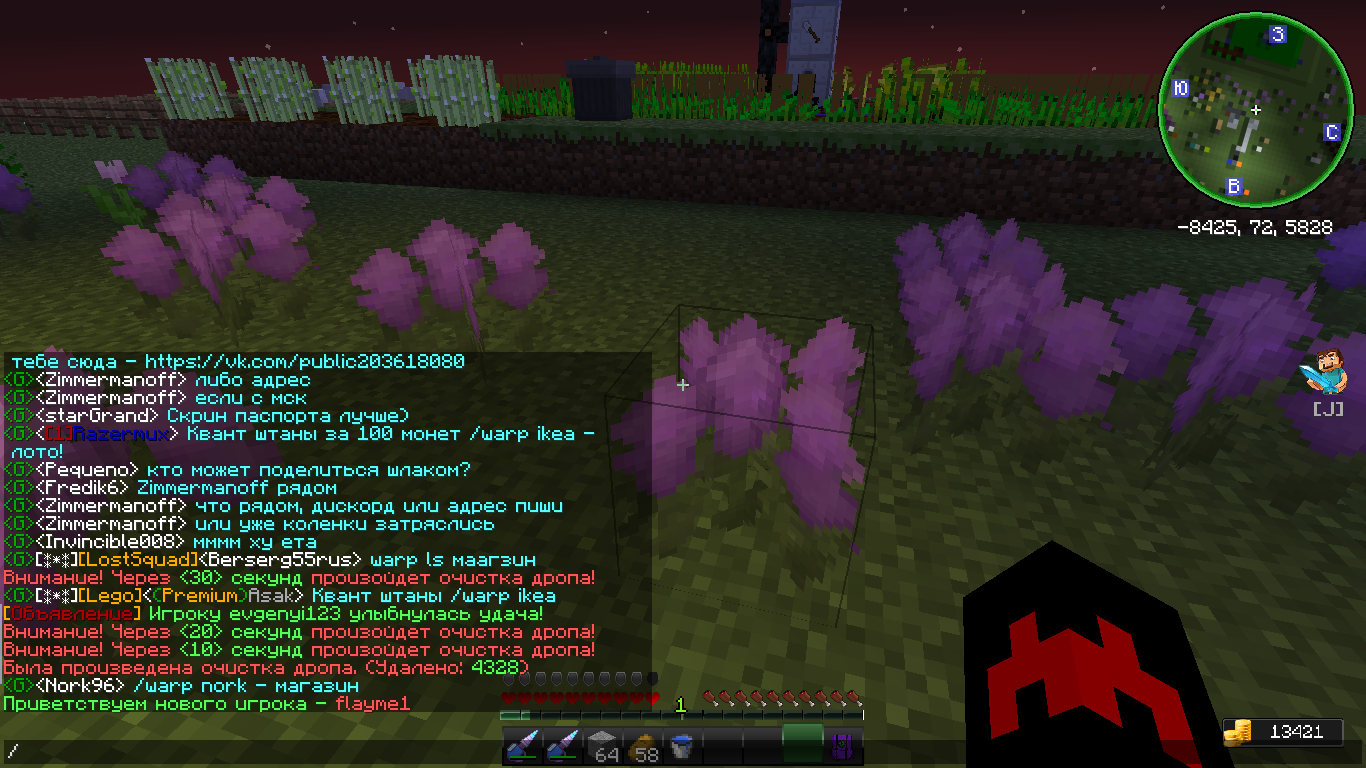 З
Ю
С
В
-8425, 72, 5828
[J]
тебе сюда - https://vk.com/public203618080
<G><Zimmermanoff> либо адрес
<G><Zimmermanoff> если с мск
<G><starGrand> Скрин паспорта лучше)
<G><[1]Razermux> Квант штаны за 100 монет /warp ikea -
лото!
<G><Pequeno> кто может поделиться шлаком?
<G><Fredik6> Zimmermanoff рядом
<G><Zimmermanoff> что рядом, дискорд или адрес пиши
<G><Zimmermanoff> или уже коленки затряслись
<G><Invincible008> мммм ху ета
<G>[⁂][LostSquad]<Berserg55rus> warp ls маагзин
Внимание! Через <30> секунд произойдет очистка дропа!
<G>[⁂][Lego]<(Premium)Asak> Квант штаны /warp ikea
[Объявление] Игроку evgenyi123 улыбнулась удача!
Внимание! Через <20> секунд произойдет очистка дропа!
Внимание! Через <10> секунд произойдет очистка дропа!
Была произведена очистка дропа. (Удалено: 4328)
<G><Nork96> /warp nork - магазин
Приветствуем нового игрока - flayme1
1
64
58
13421
/